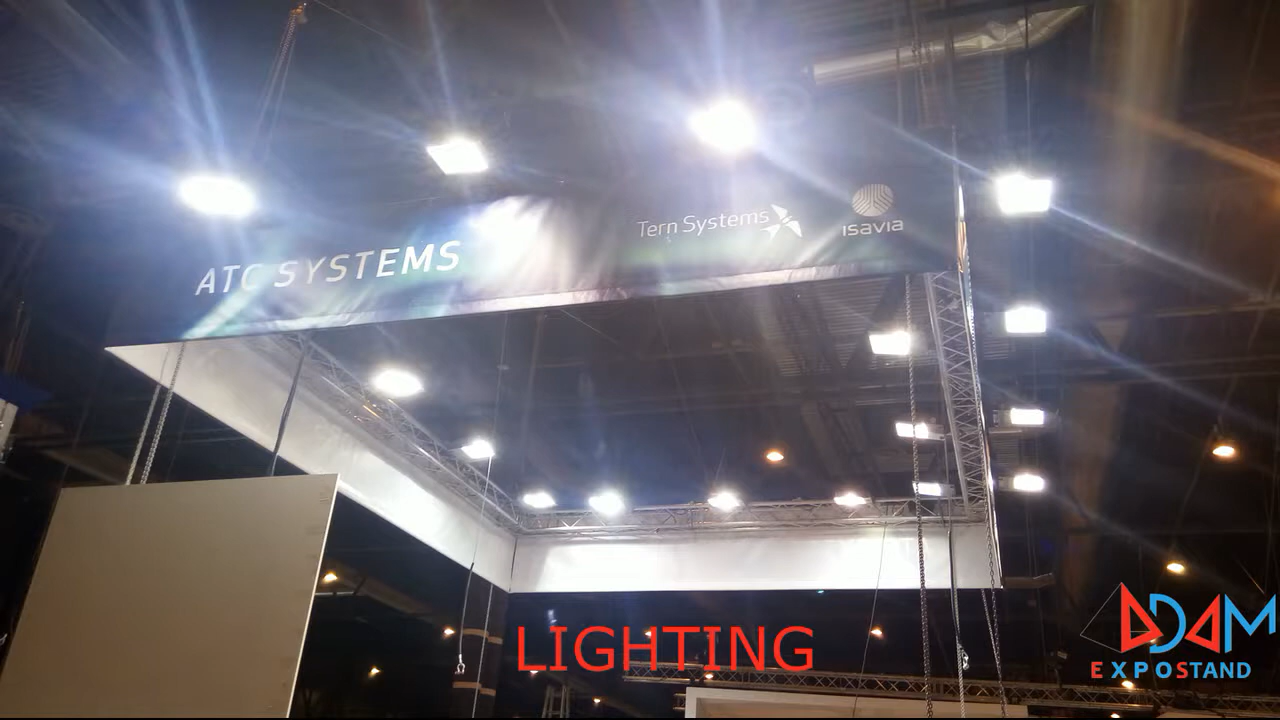 ATC SYSTEMS
Tern Systems
ISAVIA
LIGHTING
ADAM
EXPOSTAND